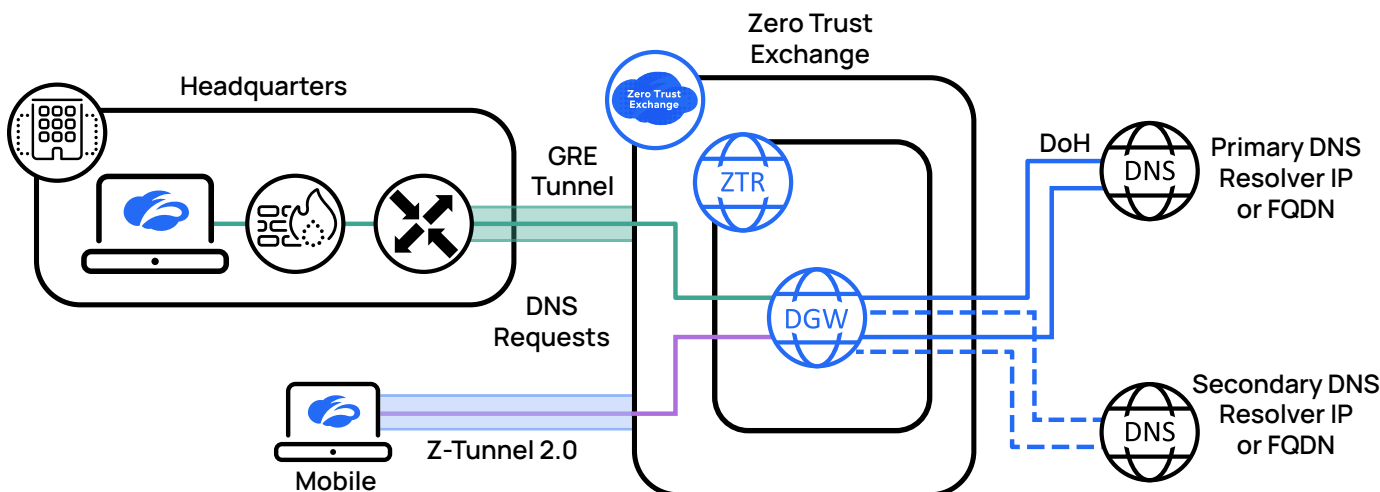 Zero Trust
Exchange
Headquarters
Zero Trust
Exchange
GRE
Tunnel
ZTR
DoH
DNS
Primary DNS
Resolver IP
or FQDN
DNS
Requests
DGW
Z-Tunnel 2.0
Mobile
DNS
Secondary DNS
Resolver IP
or FQDN